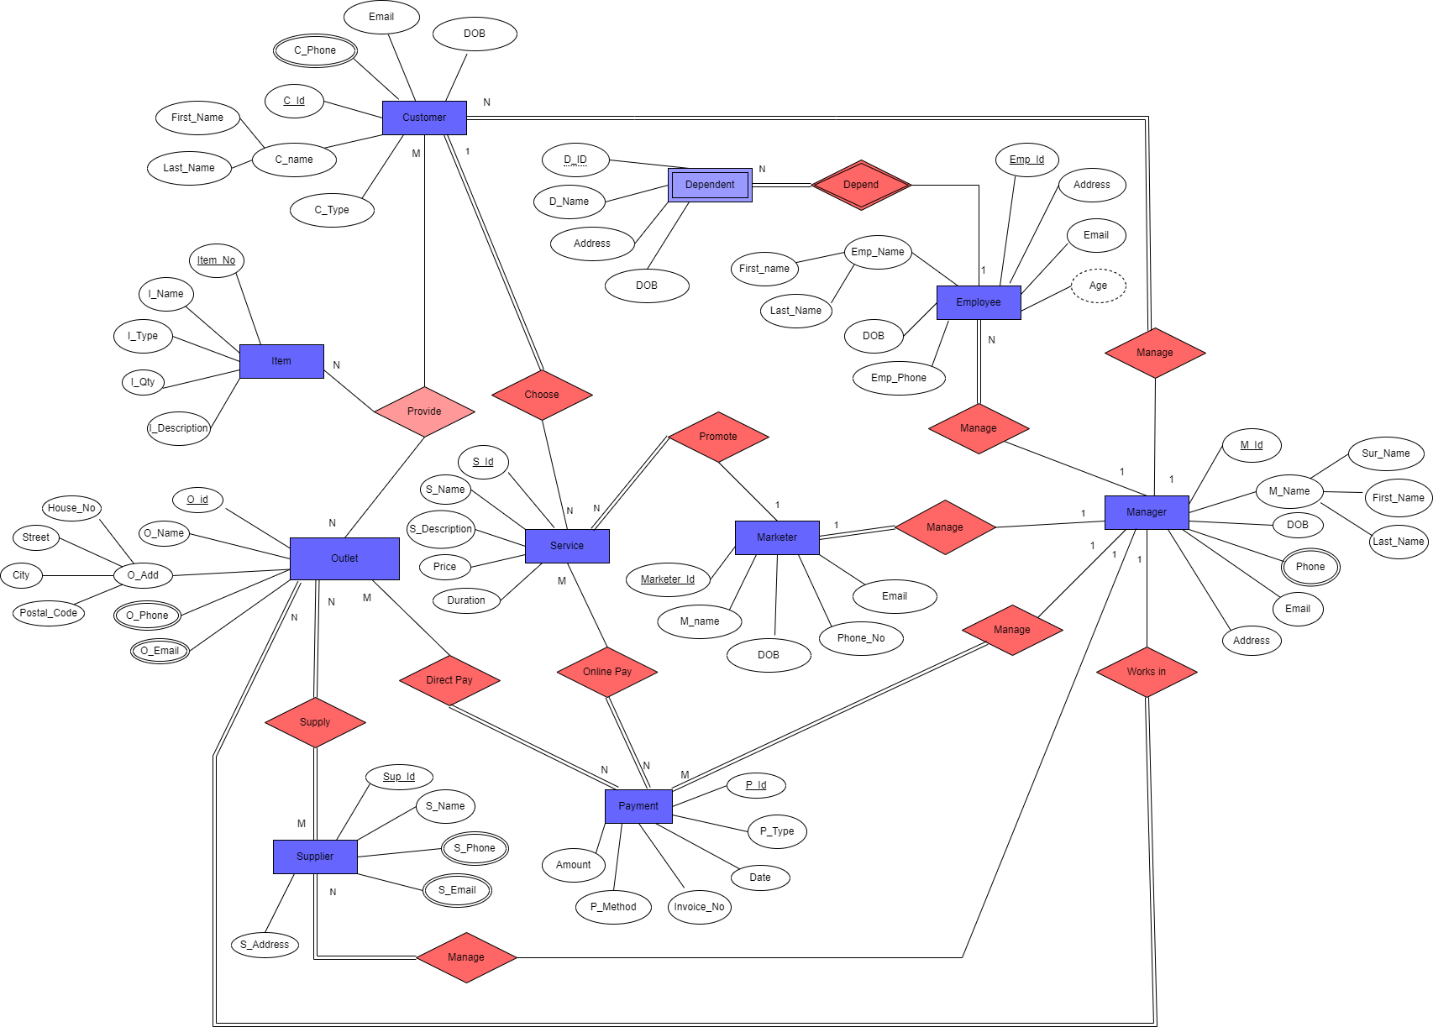 Email
DOB
C_Phone
C_Id
N
First_Name
Customer
M
1
Last_Name
C_name
C_Type
D_ID
N
Emp_Id
Dependent
Depend
Address
D_Name
Address
Email
Emp_Name
First_name
1
DOB
Age
Last_Name
Employee
Item_No
I_Name
I_Type
DOB
N
Manage
Item
N
I_Qty
Emp_Phone
Choose
Provide
I_Description
Manage
Promote
M_Id
Sur_Name
S_Id
1
1
S_Name
M_Name
First_Name
O_id
House_No
N
N
1
Manager
N
S_Description
1
Manage
1
DOB
Street
O_Name
Marketer
Last_Name
Service
Outlet
1
1
1
Price
Phone
City
O_Add
M
Marketer_Id
N
M
Duration
Email
Email
Postal_Code
O_Phone
N
M_name
Manage
Phone_No
Address
O_Email
DOB
Direct Pay
Online Pay
Works in
Supply
N
N
M
Sup_Id
P_Id
S_Name
Payment
M
P_Type
S_Phone
Supplier
Amount
Date
N
S_Email
P_Method
Invoice_No
S_Address
Manage